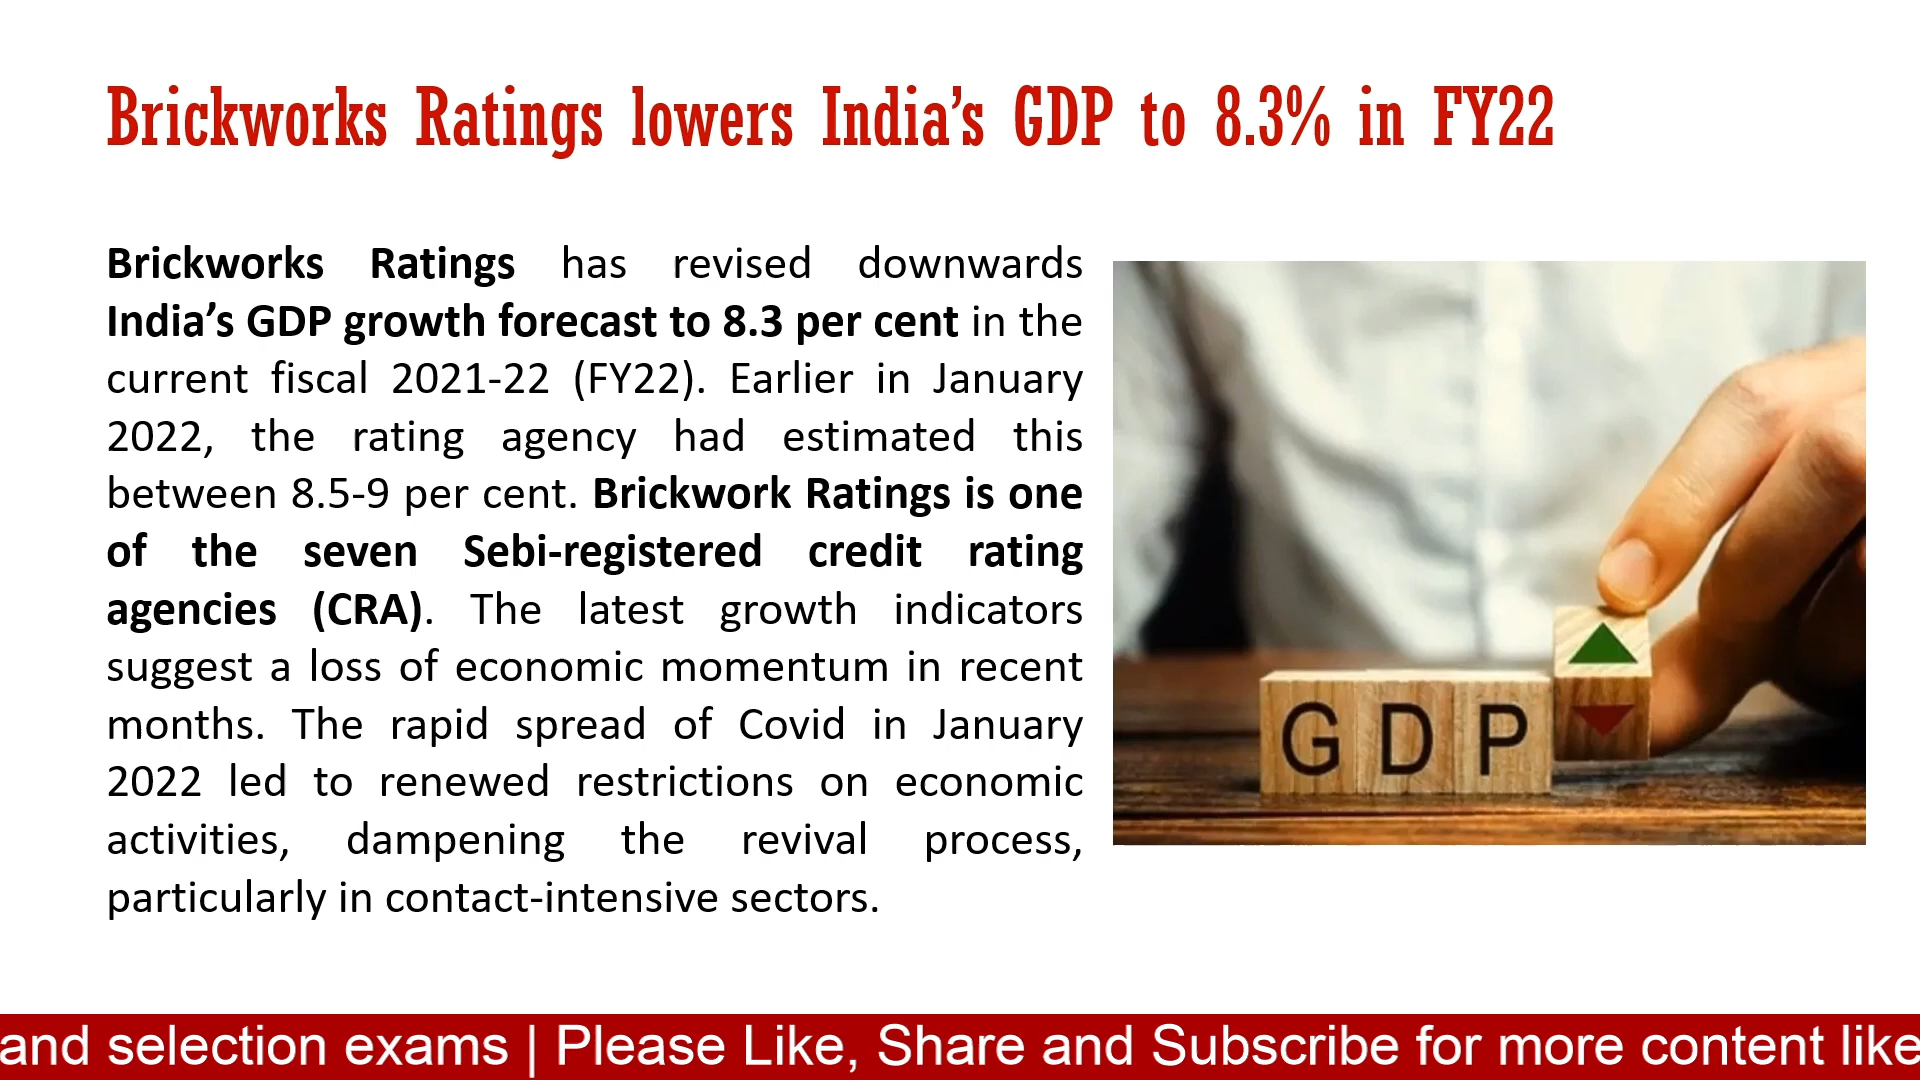 Brickworks Ratings lowers India’s GDP to 8.3% in FY22
Brickworks Ratings has revised downwards
India’s GDP growth forecast to 8.3 per cent in the
current fiscal 2021-22 (FY22). Earlier in January
2022, the rating agency had estimated this
between 8.5-9 per cent. Brickwork Ratings is one
of the seven Sebi-registered credit rating
agencies (CRA). The latest growth indicators
suggest a loss of economic momentum in recent
months. The rapid spread of Covid in January
2022 led to renewed restrictions on economic
activities, dampening the revival process,
particularly in contact-intensive sectors.
GDP
and selection exams | Please Like, Share and Subscribe for more content like